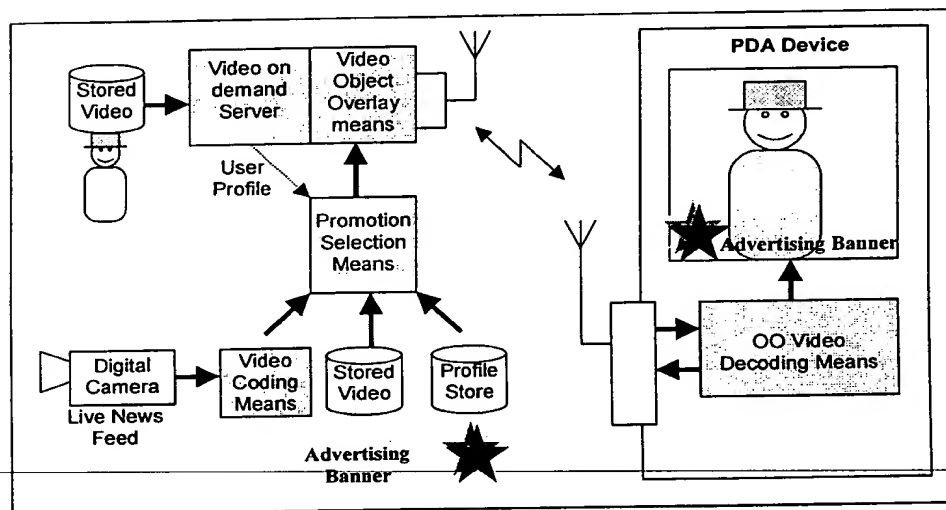 Stored
Video
Video on
demand
Server
Video
Object
Overlay
means
User
Profile
Promotion
Selection
Means
Digital
Camera
Live News
Feed
Video
Coding
Means
Stored
Video
Profile
Store
Advertising
Banner
PDA Device
Advertising Banner
OO Video
Decoding Means